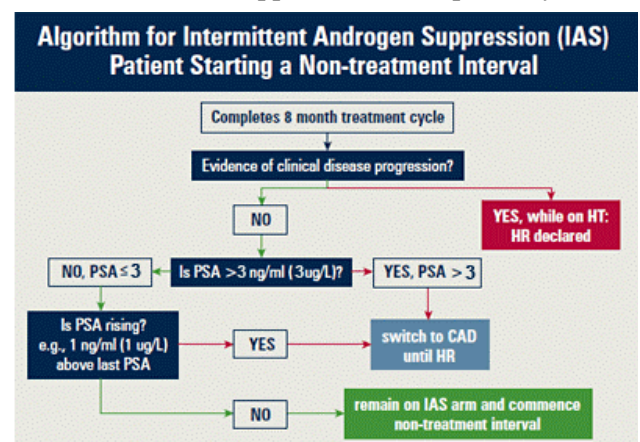 Algorithm for Intermittent Androgen Suppression (IAS)
Patient Starting a Non-treatment Interval
Completes 8 month treatment cycle
Evidence of clinical disease progression?
NO
YES, while on HT:
HR declared
NO, PSA ≤ 3
Is PSA >3 ng/ml (3ug/L)?
YES, PSA > 3
Is PSA rising?
e.g., 1 ng/ml (1 ug/L)
above last PSA
YES
switch to CAD
until HR
NO
remain on IAS arm and commence
non-treatment interval